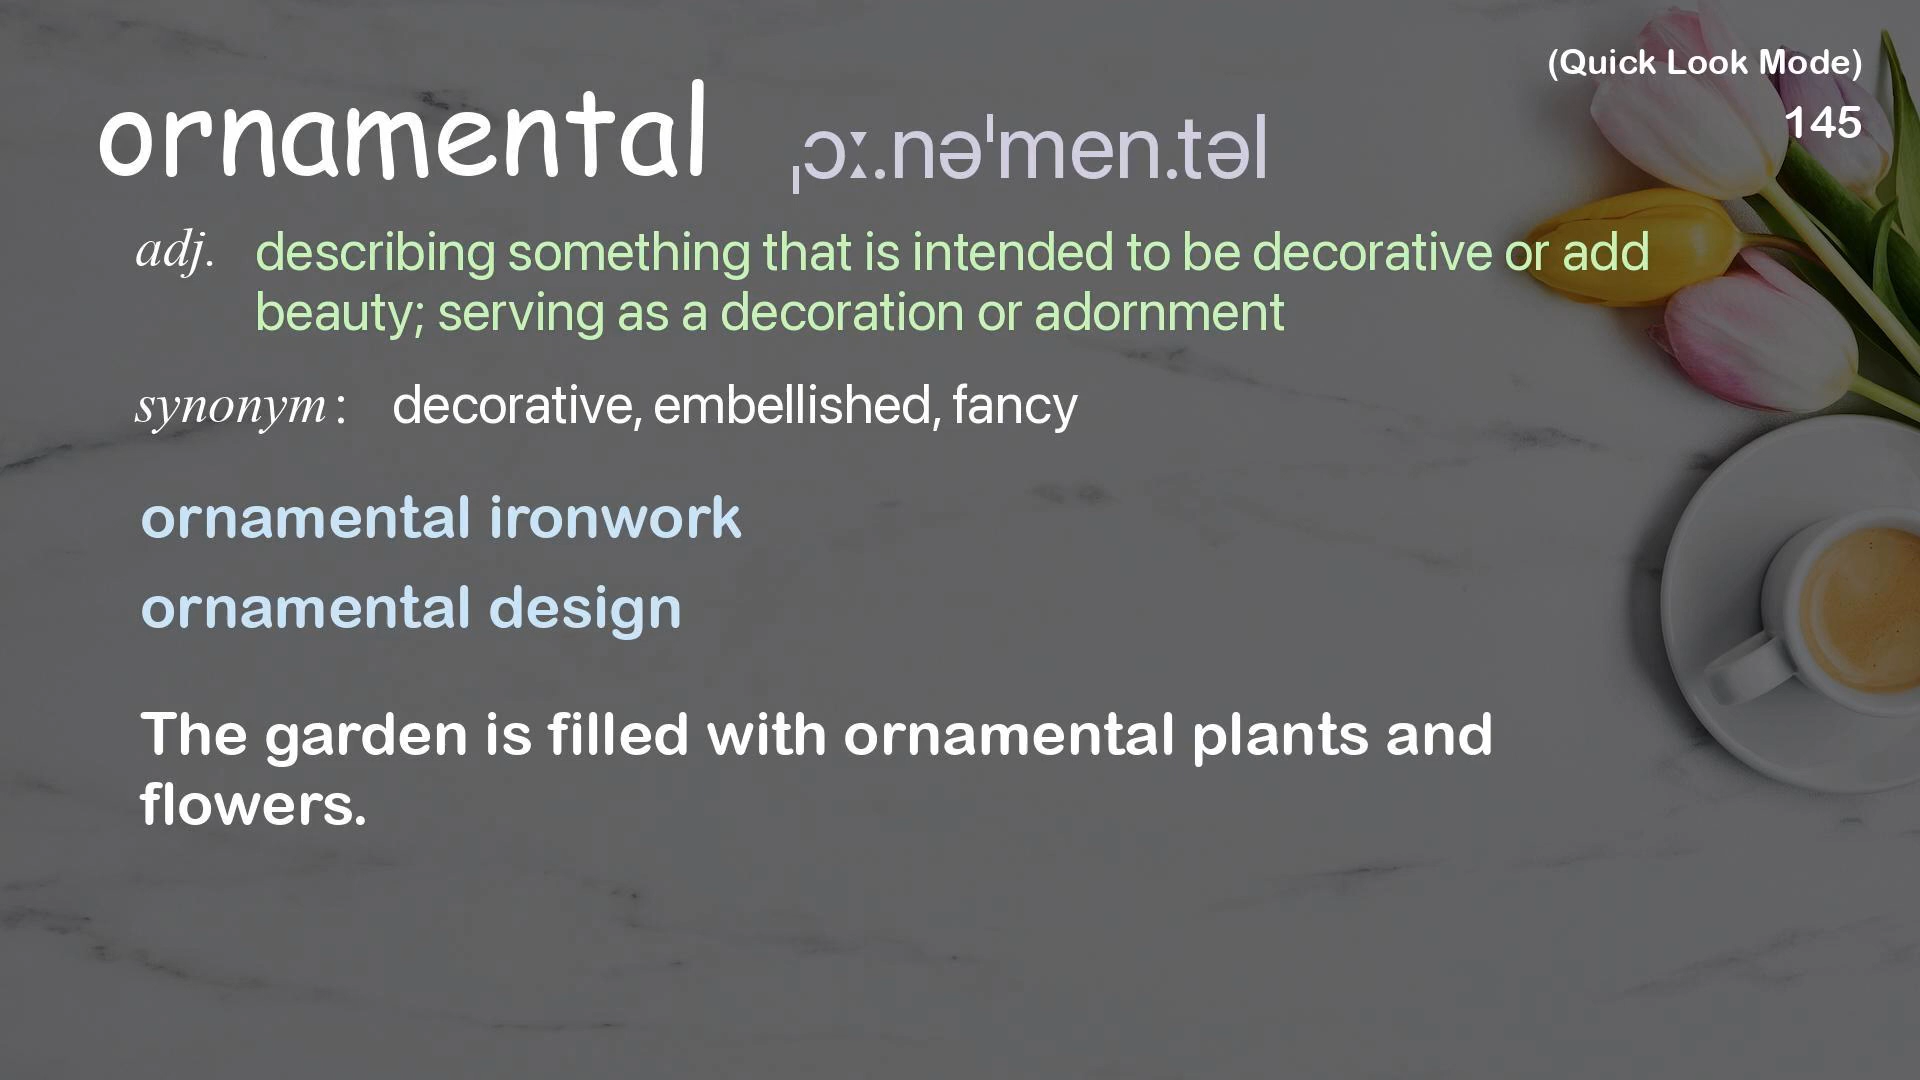 (Quick Look Mode)
145
ornamental ˌɔː.nəˈmen.təl
adj. describing something that is intended to be decorative or add
beauty; serving as a decoration or adornment
synonym: decorative, embellished, fancy
ornamental ironwork
ornamental design
The garden is filled with ornamental plants and
flowers.